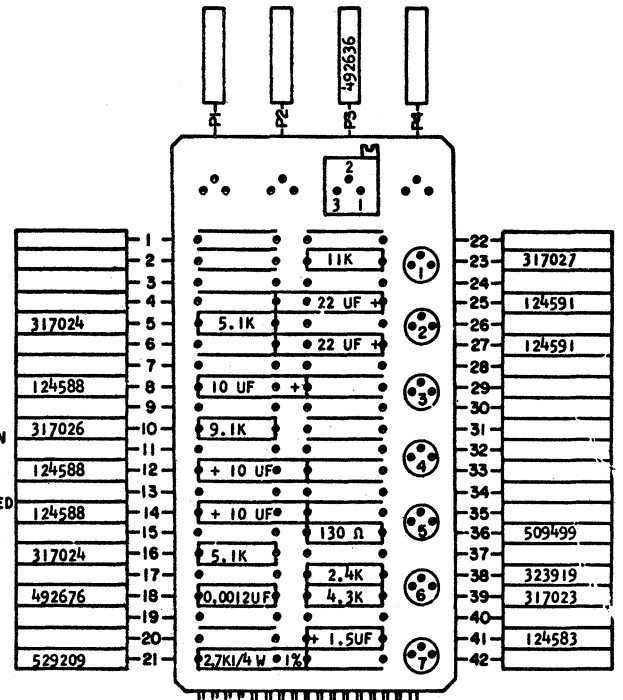 492636
P1 P2 P3 P4
2
3 1
1 22
2 11K 1 23 317027
3 24
4 22 UF + 25 124591
317024 5 5.1K 2 26
6 22 UF + 27 124591
7 28
124588 8 10 UF + 3 29
9 30
N 317026 10 9.1K 31
11 4 32
124588 12 + 10 UF 33
13 34
ED 124588 14 + 10 UF 5 35
15 130 Ω 36 509499
317024 16 5.1K 37
17 2.4K 38 323919
492676 18 0.0012UF 4.3K 6 39 317023
19 40
20 + 1.5UF 41 124583
529209 21 2.7K1/4 W 1% 7 42